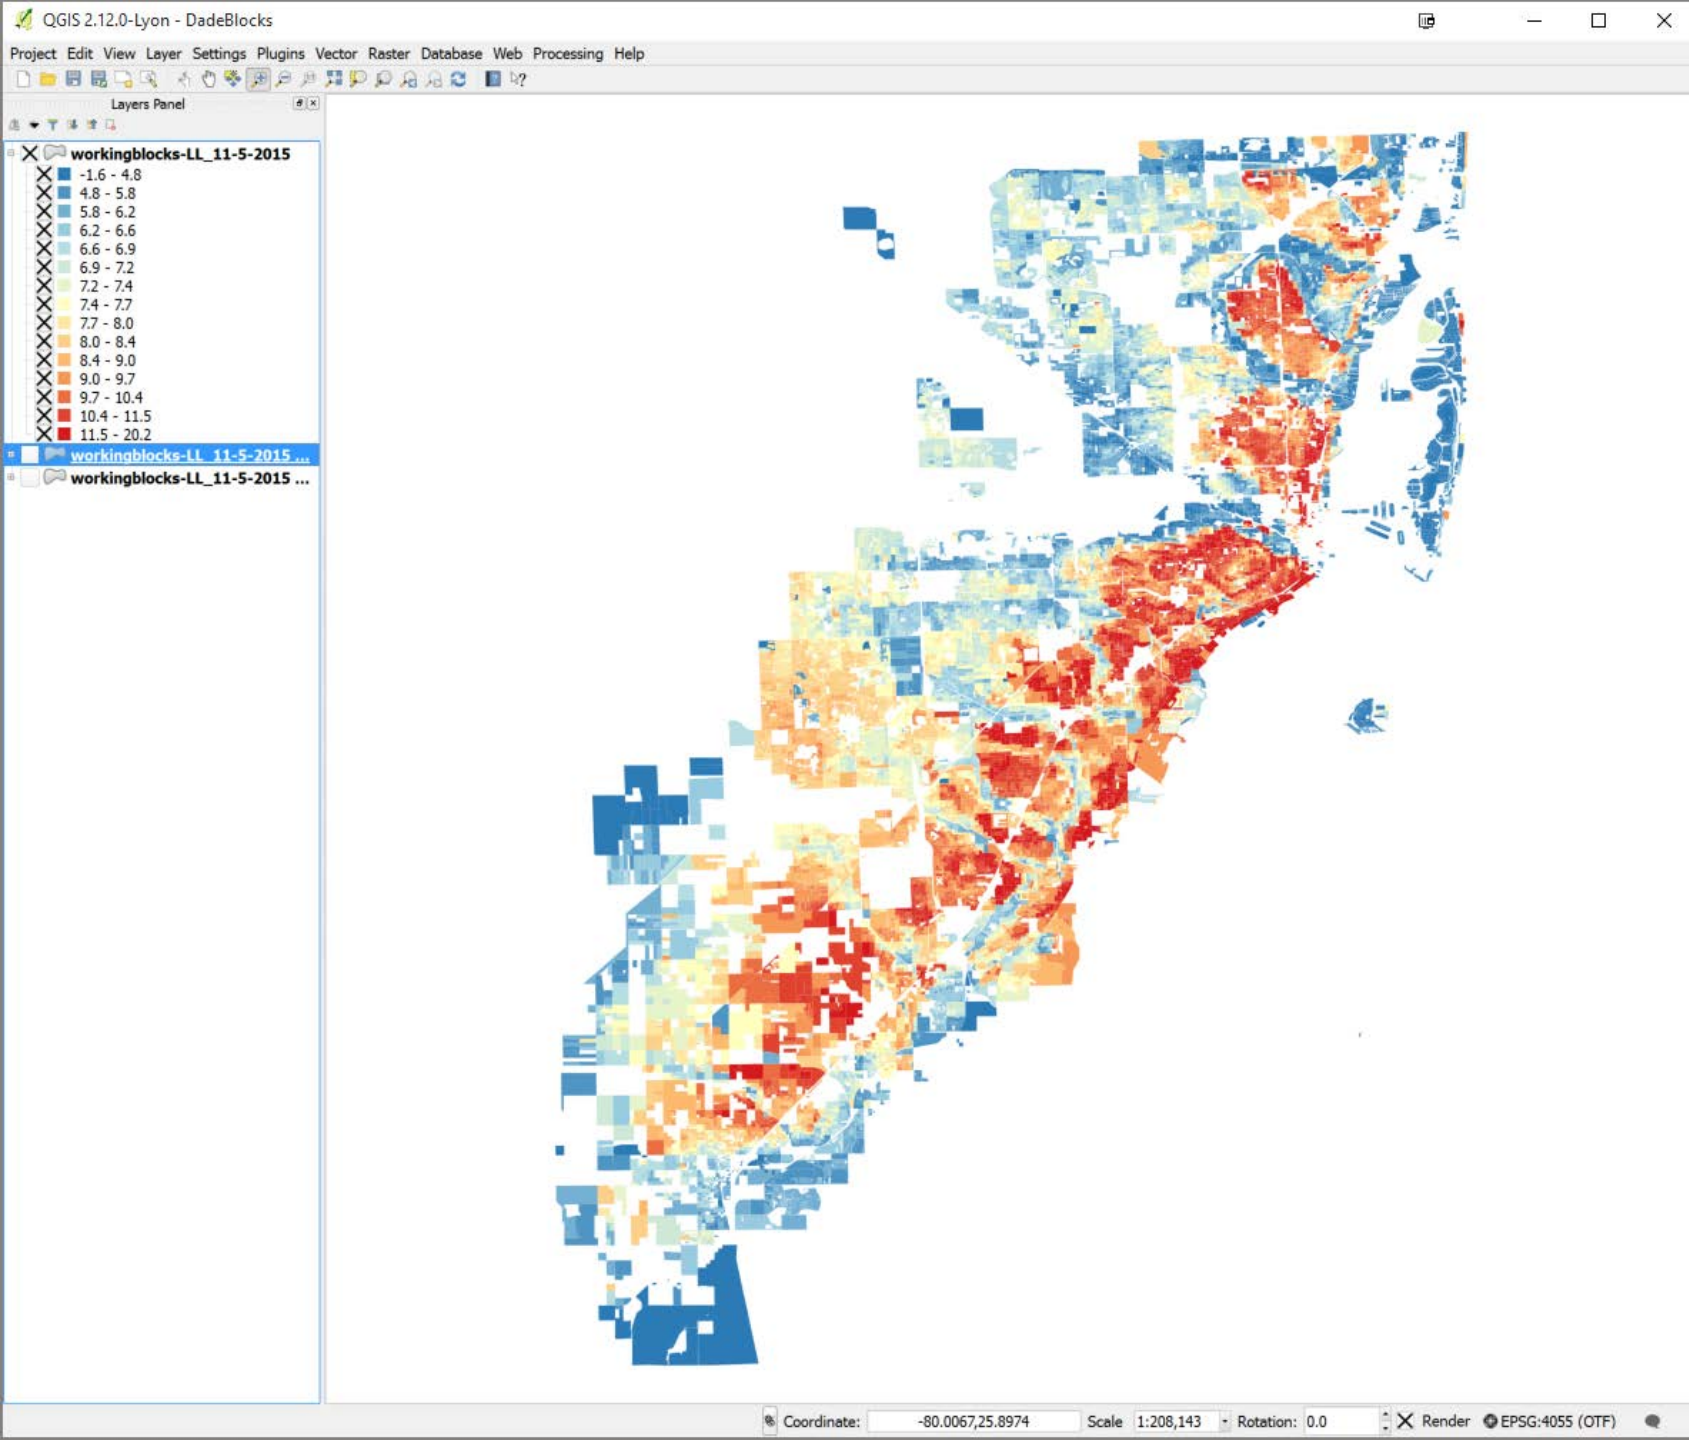 QGIS 2.12.0-Lyon - DadeBlocks
Project Edit View Layer Settings Plugins Vector Raster Database Web Processing Help
Layers Panel
workingblocks-LL_11-5-2015
-1.6 - 4.8
4.8 - 5.8
5.8 - 6.2
6.2 - 6.6
6.6 - 6.9
6.9 - 7.2
7.2 - 7.4
7.4 - 7.7
7.7 - 8.0
8.0 - 8.4
8.4 - 9.0
9.0 - 9.7
9.7 - 10.4
10.4 - 11.5
11.5 - 20.2
workingblocks-LL_11-5-2015 ...
workingblocks-LL_11-5-2015 ...
Coordinate: -80.0067,25.8974 Scale 1:208,143 Rotation: 0.0 Render EPSG:4055 (OTF)